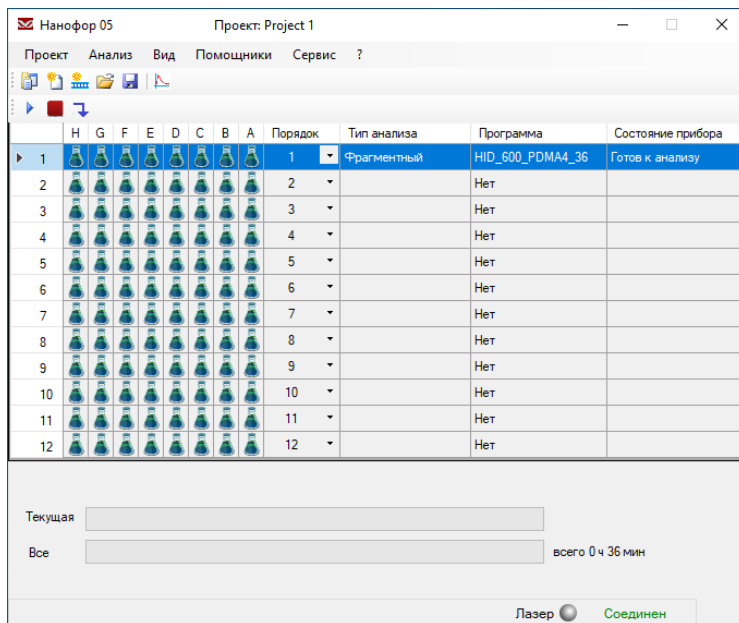 Нанофор 05 Проект: Project 1
Проект Анализ Вид Помощники Сервис ?
H G F E D C B A Порядок Тип анализа Программа Состояние прибора
1 1 Фрагментный HID_600_PDMA4_36 Готов к анализу
2 2 Нет
3 3 Нет
4 4 Нет
5 5 Нет
6 6 Нет
7 7 Нет
8 8 Нет
9 9 Нет
10 10 Нет
11 11 Нет
12 12 Нет
Текущая
Все всего 0 ч 36 мин
Лазер Соединен